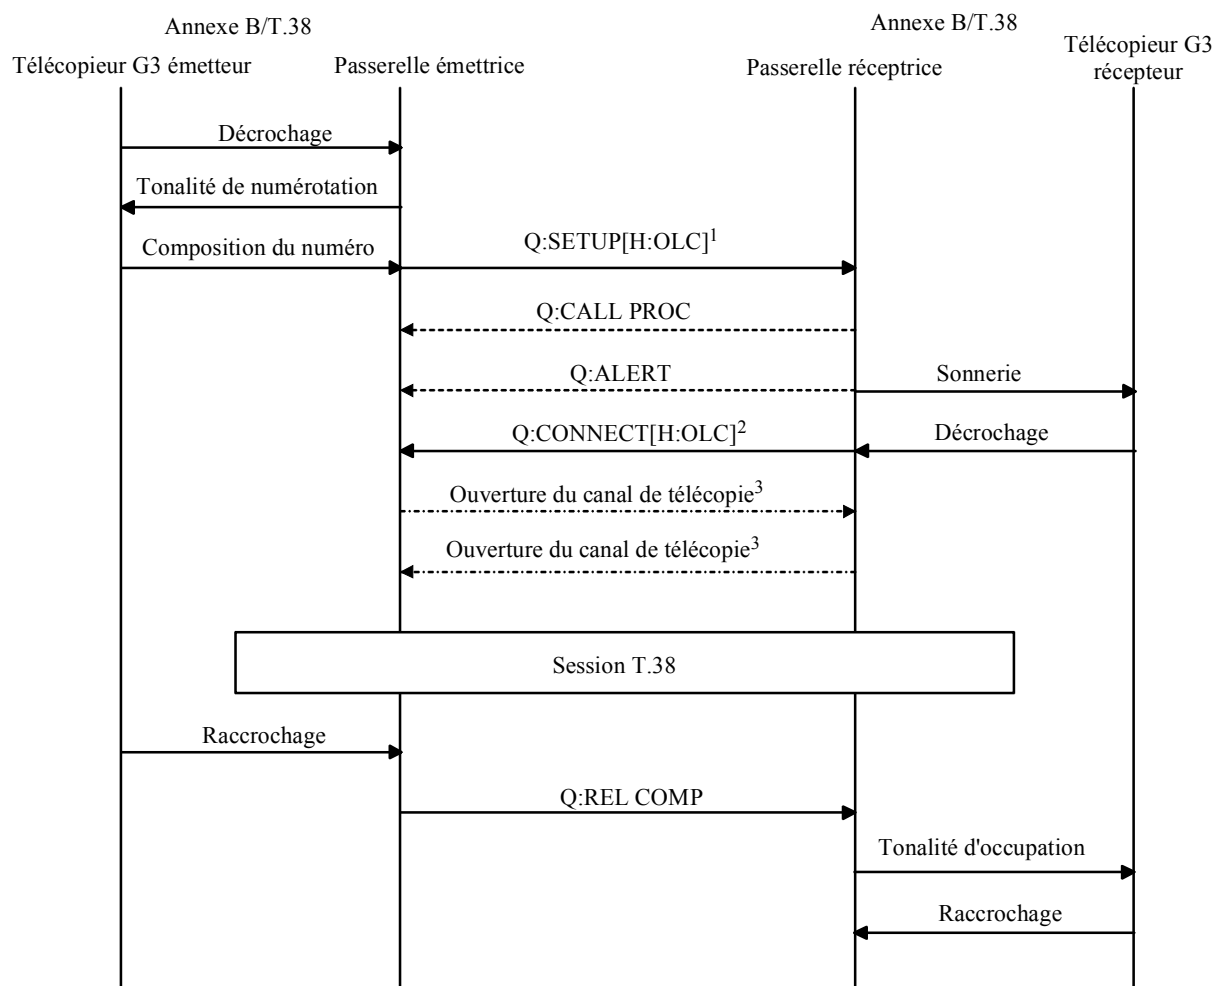 Annexe B/T.38
Annexe B/T.38
Télécopieur G3 émetteur
Passerelle émettrice
Passerelle réceptrice
Télécopieur G3
récepteur
Décrochage
Tonalité de numérotation
Composition du numéro
Q:SETUP[H:OLC]1
Q:CALL PROC
Q:ALERT
Sonnerie
Q:CONNECT[H:OLC]2
Décrochage
Ouverture du canal de télécopie3
Ouverture du canal de télécopie3
Session T.38
Raccrochage
Q:REL COMP
Tonalité d'occupation
Raccrochage